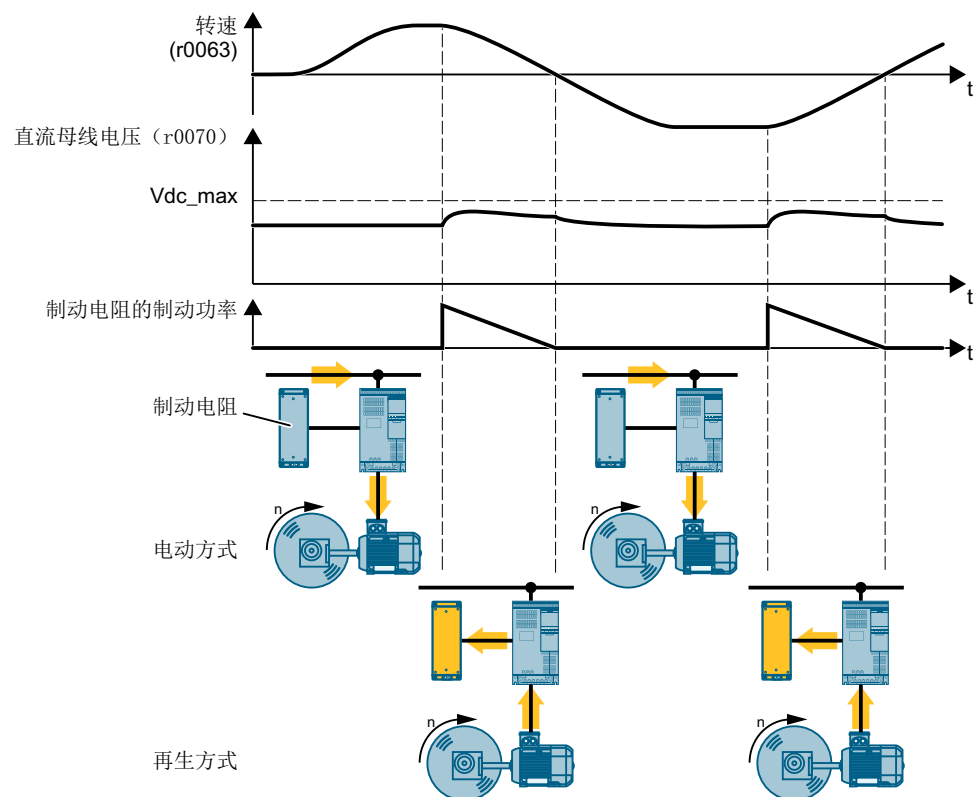 转速
(r0063)
t
直流母线电压（r0070）
Vdc_max
t
制动电阻的制动功率
t
制动电阻
n
n
电动方式
n
n
再生方式